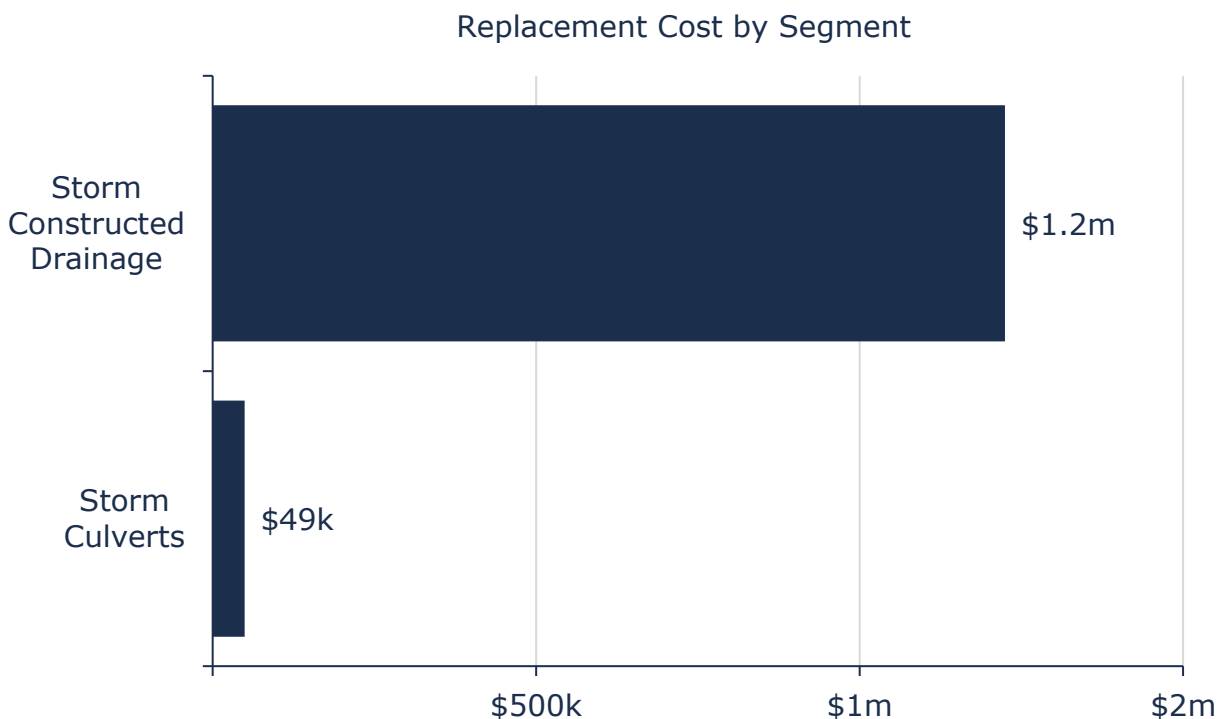 Replacement Cost by Segment
Storm
Constructed
Drainage
$1.2m
Storm
Culverts
$49k
$500k
$1m
$2m